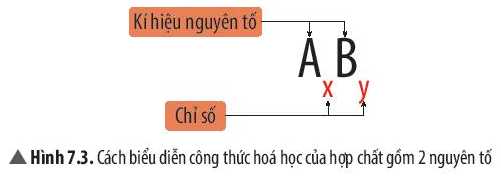 Kí hiệu nguyên tố
A B
x y
Chỉ số
▲ Hình 7.3. Cách biểu diễn công thức hoá học của hợp chất gồm 2 nguyên tố